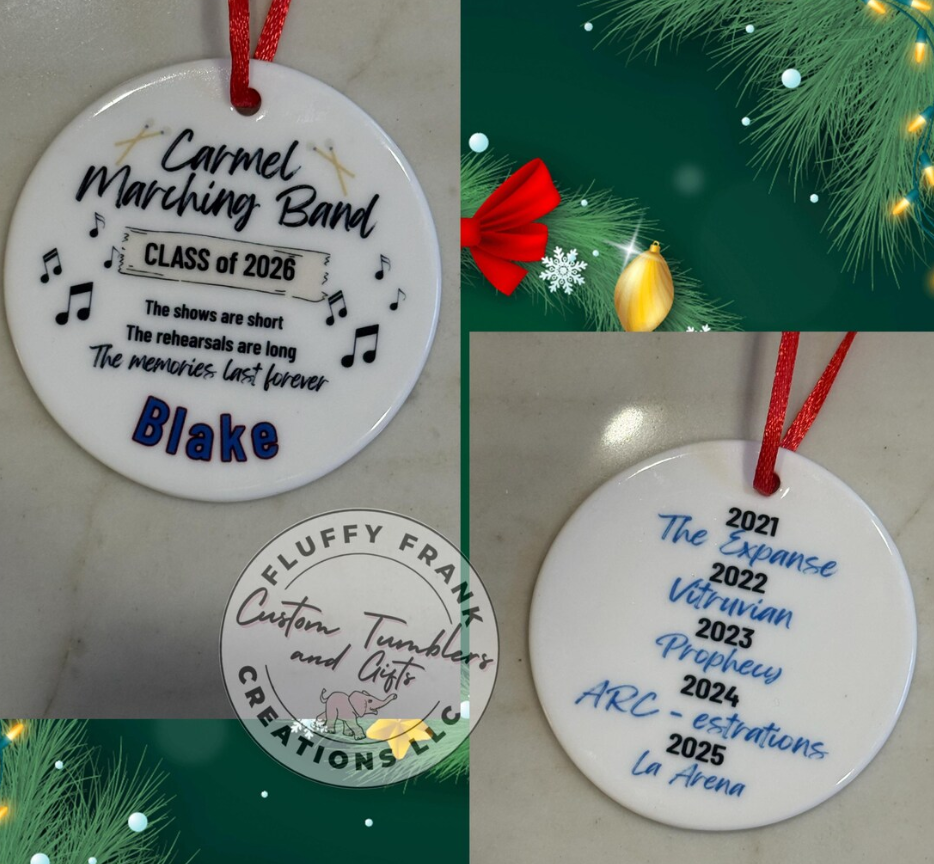 Carmel
Marching Band
CLASS of 2026
The shows are short
The rehearsals are long
The memories last forever
Blake
FLUFFY FRANK
Custom Tumblers
and Gifts
CREATIONS LLC
2021
The Expanse
2022
Vitruvian
2023
Prophecy
2024
ARC - estrations
2025
La Arena